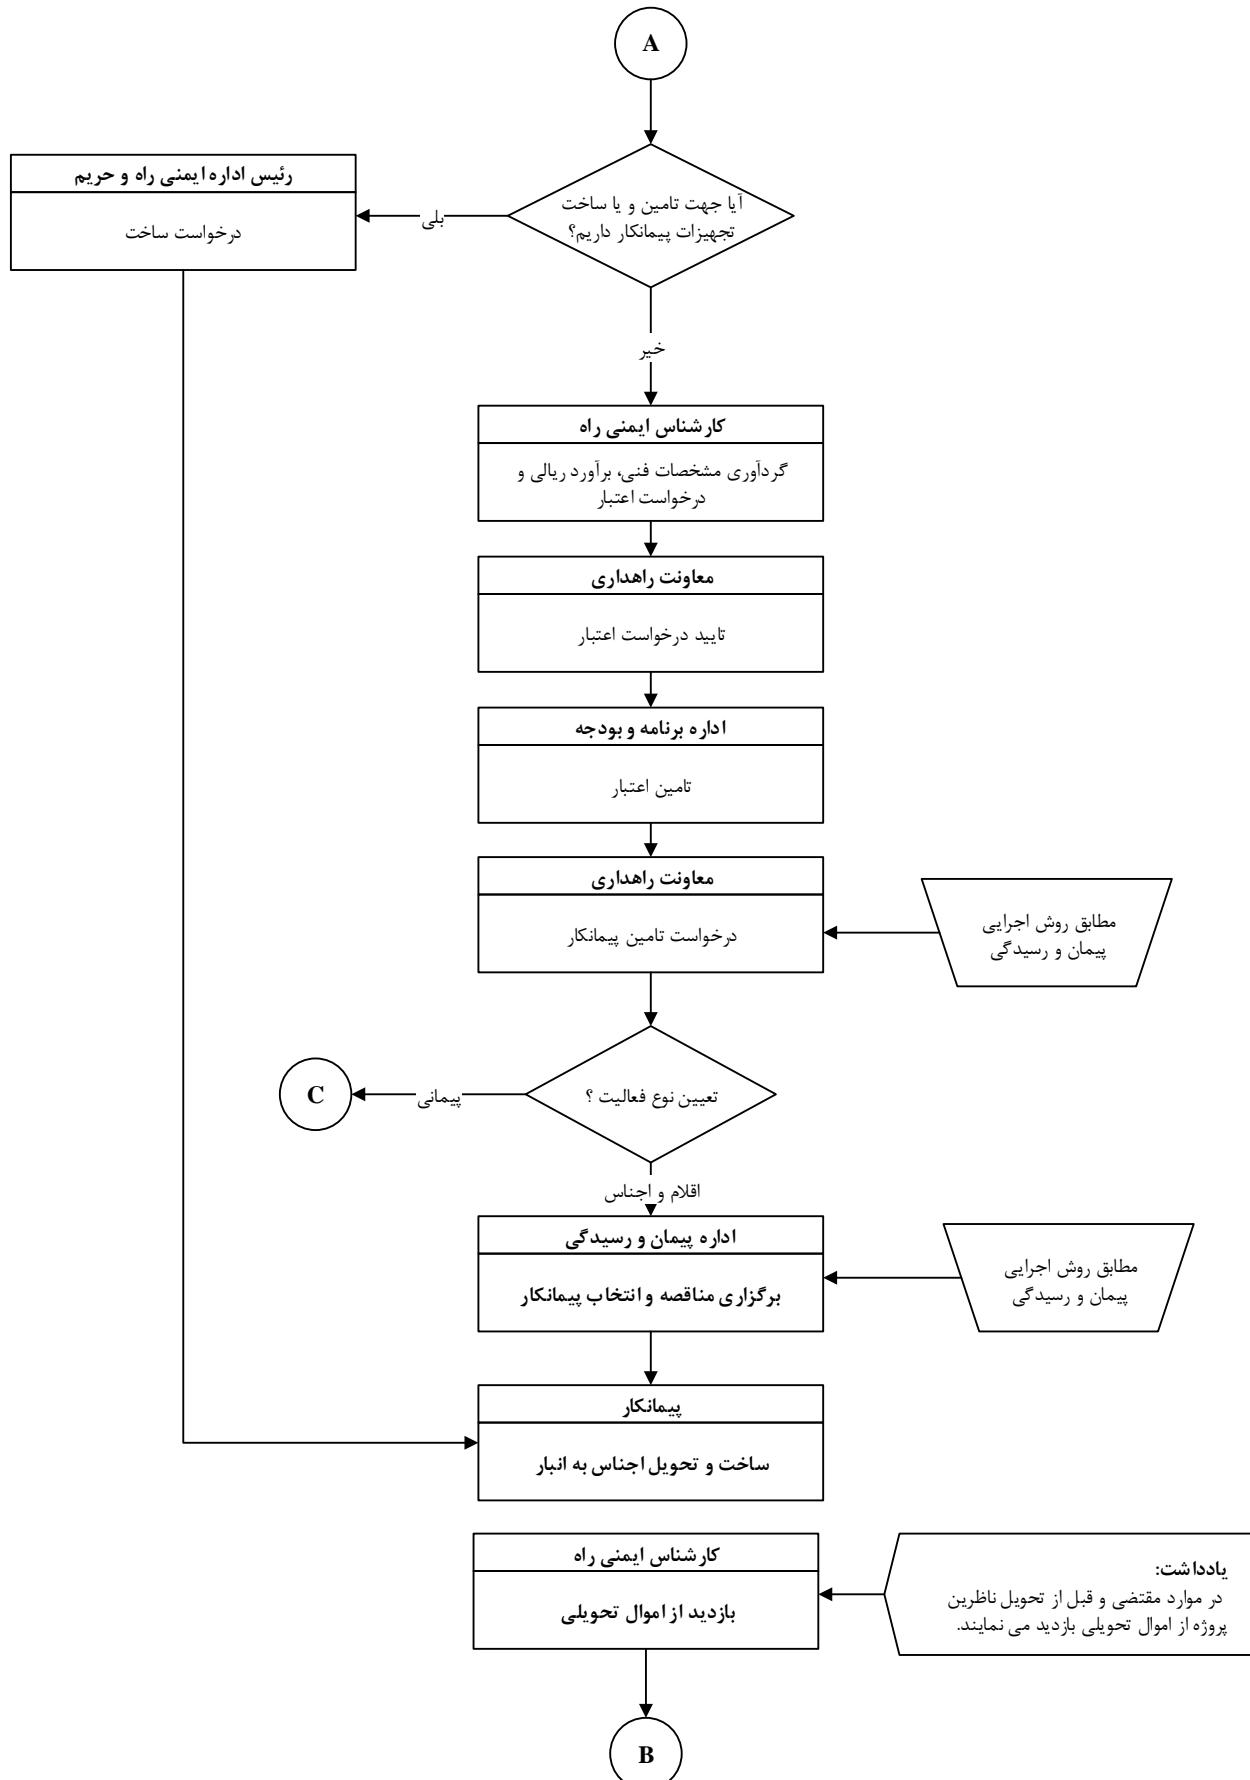 A
آیا جهت تامین و یا ساخت
تجهیزات پیمانکار داریم؟
بلی
رئیس اداره ایمنی راه و حریم
درخواست ساخت
خیر
کارشناس ایمنی راه
گردآوری مشخصات فنی، برآورد ریالی و
درخواست اعتبار
معاونت راهداری
تایید درخواست اعتبار
اداره برنامه و بودجه
تامین اعتبار
معاونت راهداری
درخواست تامین پیمانکار
مطابق روش اجرایی
پیمان و رسیدگی
تعیین نوع فعالیت ؟
پیمانی
C
اقلام و اجناس
اداره پیمان و رسیدگی
برگزاری مناقصه و انتخاب پیمانکار
مطابق روش اجرایی
پیمان و رسیدگی
پیمانکار
ساخت و تحویل اجناس به انبار
کارشناس ایمنی راه
بازدید از اموال تحویلی
یادداشت:
در موارد مقتضی و قبل از تحویل ناظرین
پروژه از اموال تحویلی بازدید می نمایند.
B